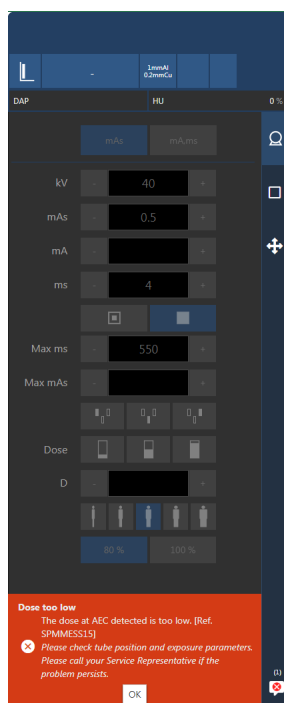 -
1mmAl
0.2mmCu
DAP HU 0 %
mAs mA.ms
kV - 40 +
mAs - 0.5 +
mA - +
ms - 4 +
Max ms - 550 +
Max mAs - +
Dose
D - +
80 % 100 %
Dose too low
The dose at AEC detected is too low. [Ref.
SPMMESS15]
Please check tube position and exposure parameters.
Please call your Service Representative if the
problem persists.
OK
(1)